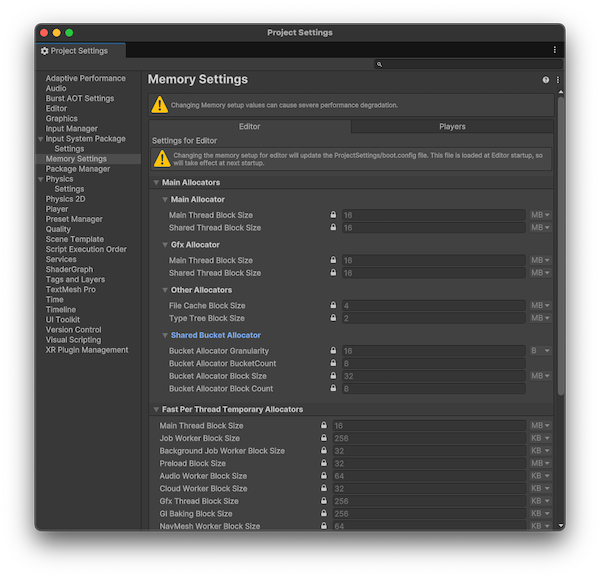 Project Settings
Project Settings
Adaptive Performance
Audio
Burst AOT Settings
Editor
Graphics
Input Manager
Input System Package
Settings
Memory Settings
Package Manager
Physics
Settings
Physics 2D
Player
Preset Manager
Quality
Scene Template
Script Execution Order
Services
ShaderGraph
Tags and Layers
TextMesh Pro
Time
Timeline
UI Toolkit
Version Control
Visual Scripting
XR Plugin Management
Memory Settings
Changing Memory setup values can cause severe performance degradation.
Editor Players
Settings for Editor
Changing the memory setup for editor will update the ProjectSettings/boot.config file. This file is loaded at Editor startup, so
will take effect at next startup.
Main Allocators
Main Allocator
Main Thread Block Size 16 MB
Shared Thread Block Size 16 MB
Gfx Allocator
Main Thread Block Size 16 MB
Shared Thread Block Size 16 MB
Other Allocators
File Cache Block Size 4 MB
Type Tree Block Size 2 MB
Shared Bucket Allocator
Bucket Allocator Granularity 16 B
Bucket Allocator BucketCount 8
Bucket Allocator Block Size 32 MB
Bucket Allocator Block Count 8
Fast Per Thread Temporary Allocators
Main Thread Block Size 16 MB
Job Worker Block Size 256 KB
Background Job Worker Block Size 32 KB
Preload Block Size 32 MB
Audio Worker Block Size 64 KB
Cloud Worker Block Size 32 KB
Gfx Thread Block Size 256 KB
GI Baking Block Size 256 KB
NavMesh Worker Block Size 64 KB